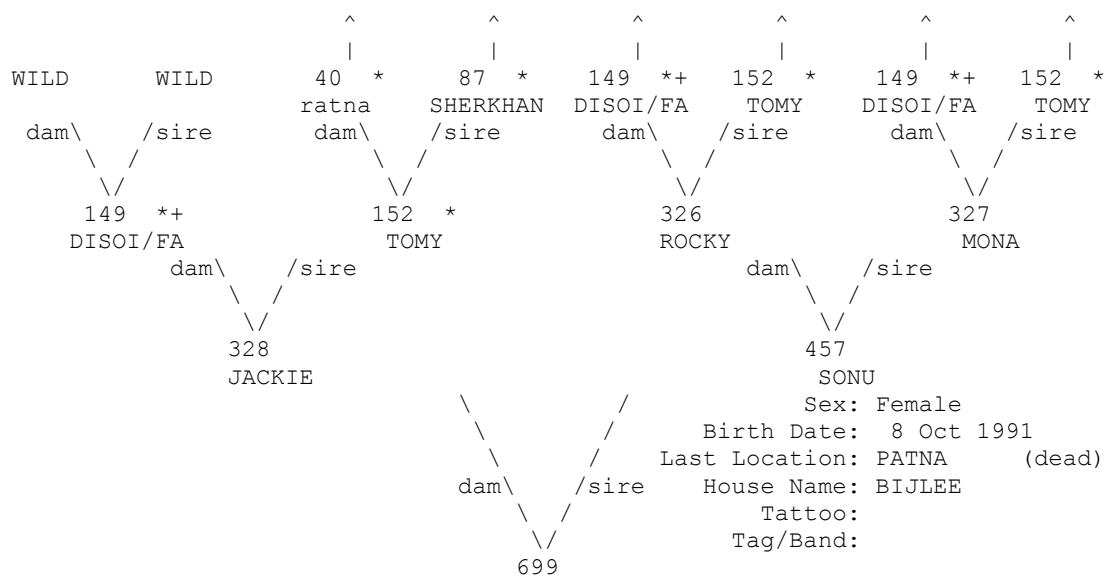 ^ ^ ^ ^ ^ ^
| | | | | |
WILD WILD 40 * 87 * 149 *+ 152 * 149 *+ 152 *
ratna SHERKHAN DISOI/FA TOMY DISOI/FA TOMY
dam\ /sire dam\ /sire dam\ /sire dam\ /sire
\ / \ / \ / \ /
\/ \/ \/ \/
149 *+ 152 * 326 327
DISOI/FA TOMY ROCKY MONA
dam\ /sire dam\ /sire
\ / \ /
\/ \/
328 457
JACKIE SONU
\ / Sex: Female
\ / Birth Date: 8 Oct 1991
\ / Last Location: PATNA (dead)
dam\ /sire House Name: BIJLEE
\ / Tattoo:
\/ Tag/Band:
699